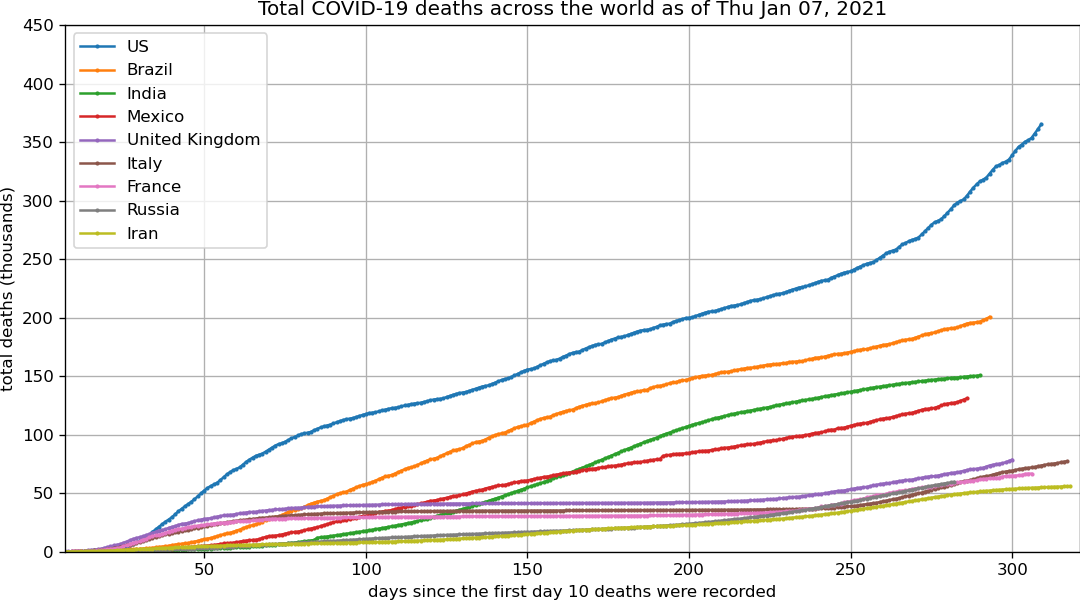 Total COVID-19 deaths across the world as of Thu Jan 07, 2021
450
400
350
300
250
200
150
100
50
0
total deaths (thousands)
US
Brazil
India
Mexico
United Kingdom
Italy
France
Russia
Iran
50 100 150 200 250 300
days since the first day 10 deaths were recorded